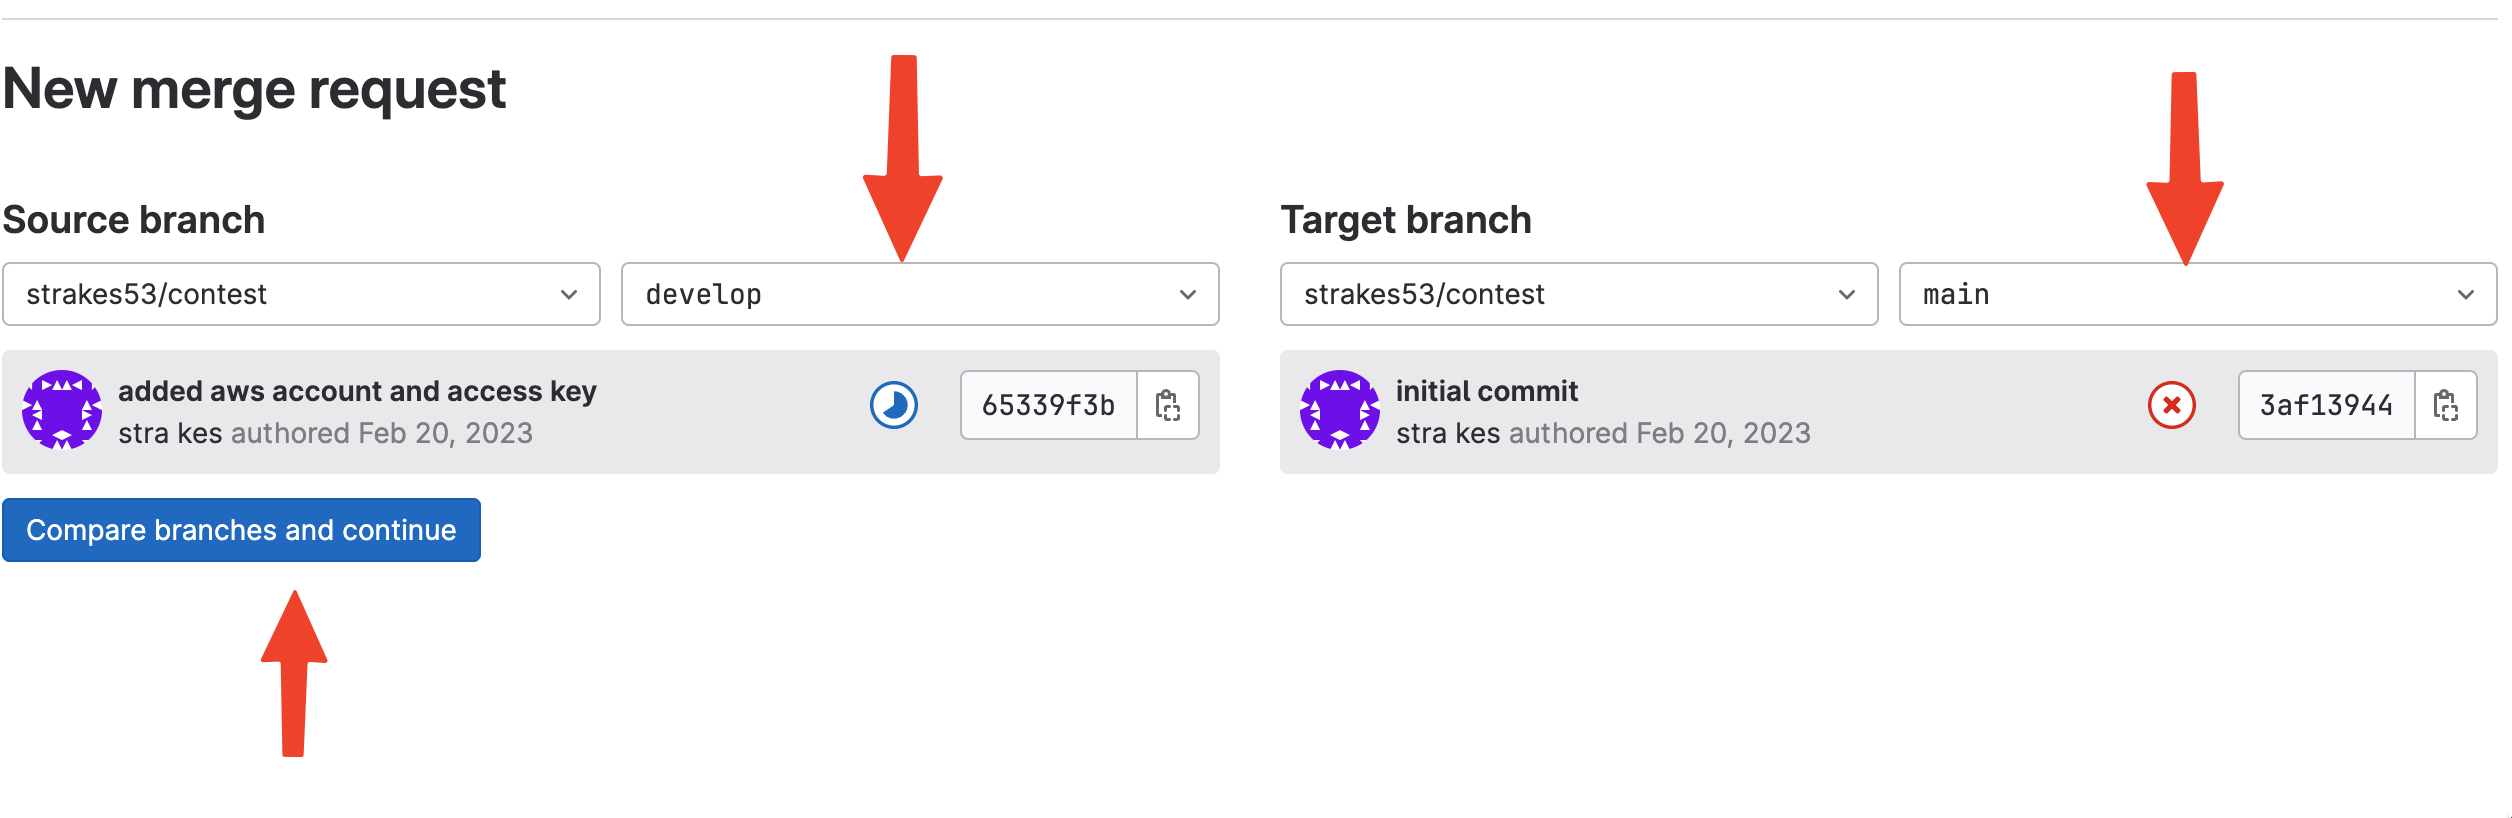 New merge request
Source branch
strakes53/contest
develop
added aws account and access key
stra kes authored Feb 20, 2023
65339f3b
Target branch
strakes53/contest
main
initial commit
stra kes authored Feb 20, 2023
3af13944
Compare branches and continue